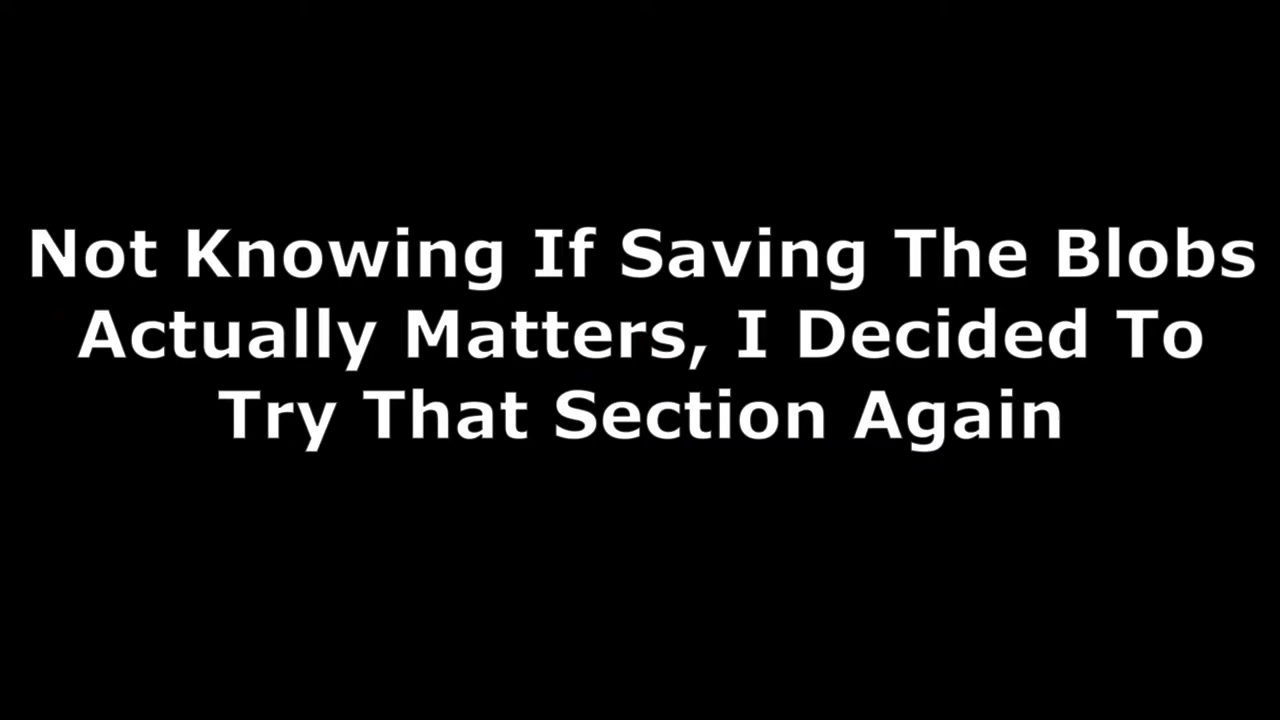 Not Knowing If Saving The Blobs
Actually Matters, I Decided To
Try That Section Again